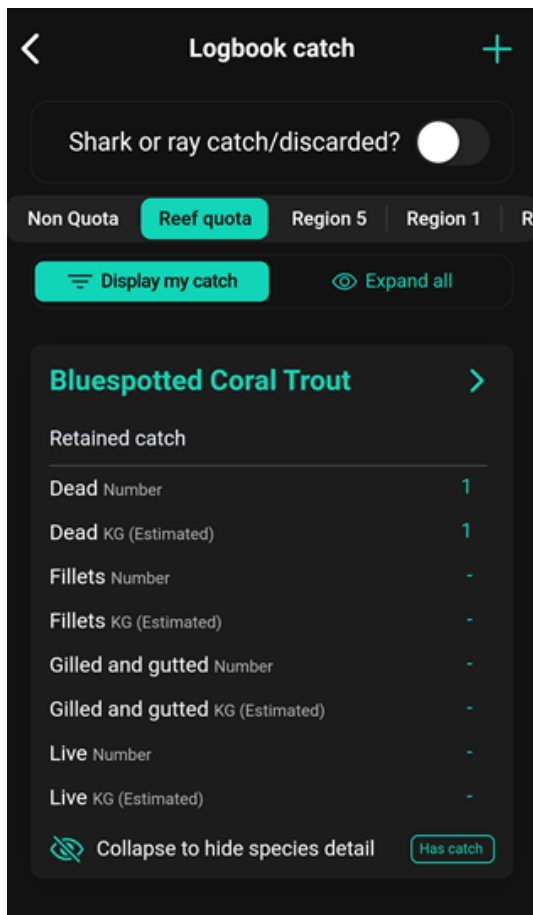 Logbook catch
Shark or ray catch/discarded?
Non Quota Reef quota Region 5 Region 1 R
Display my catch Expand all
Bluespotted Coral Trout
Retained catch
Dead Number 1
Dead KG (Estimated) 1
Fillets Number -
Fillets KG (Estimated) -
Gilled and gutted Number -
Gilled and gutted KG (Estimated) -
Live Number -
Live KG (Estimated) -
Collapse to hide species detail Has catch